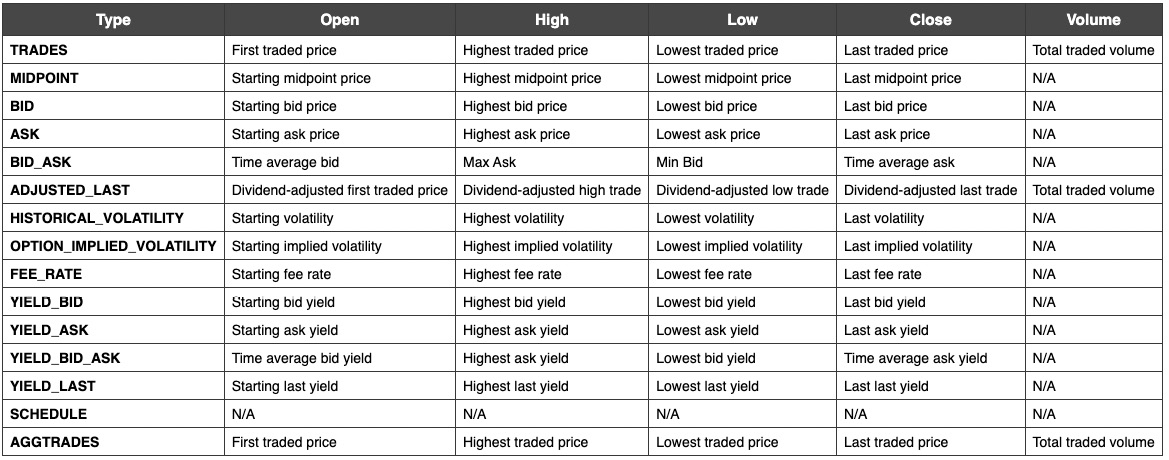 Type Open High Low Close Volume
TRADES First traded price Highest traded price Lowest traded price Last traded price Total traded volume
MIDPOINT Starting midpoint price Highest midpoint price Lowest midpoint price Last midpoint price N/A
BID Starting bid price Highest bid price Lowest bid price Last bid price N/A
ASK Starting ask price Highest ask price Lowest ask price Last ask price N/A
BID_ASK Time average bid Max Ask Min Bid Time average ask N/A
ADJUSTED_LAST Dividend-adjusted first traded price Dividend-adjusted high trade Dividend-adjusted low trade Dividend-adjusted last trade Total traded volume
HISTORICAL_VOLATILITY Starting volatility Highest volatility Lowest volatility Last volatility N/A
OPTION_IMPLIED_VOLATILITY Starting implied volatility Highest implied volatility Lowest implied volatility Last implied volatility N/A
FEE_RATE Starting fee rate Highest fee rate Lowest fee rate Last fee rate N/A
YIELD_BID Starting bid yield Highest bid yield Lowest bid yield Last bid yield N/A
YIELD_ASK Starting ask yield Highest ask yield Lowest ask yield Last ask yield N/A
YIELD_BID_ASK Time average bid yield Highest ask yield Lowest bid yield Time average ask yield N/A
YIELD_LAST Starting last yield Highest last yield Lowest last yield Last last yield N/A
SCHEDULE N/A N/A N/A N/A N/A
AGGTRADES First traded price Highest traded price Lowest traded price Last traded price Total traded volume